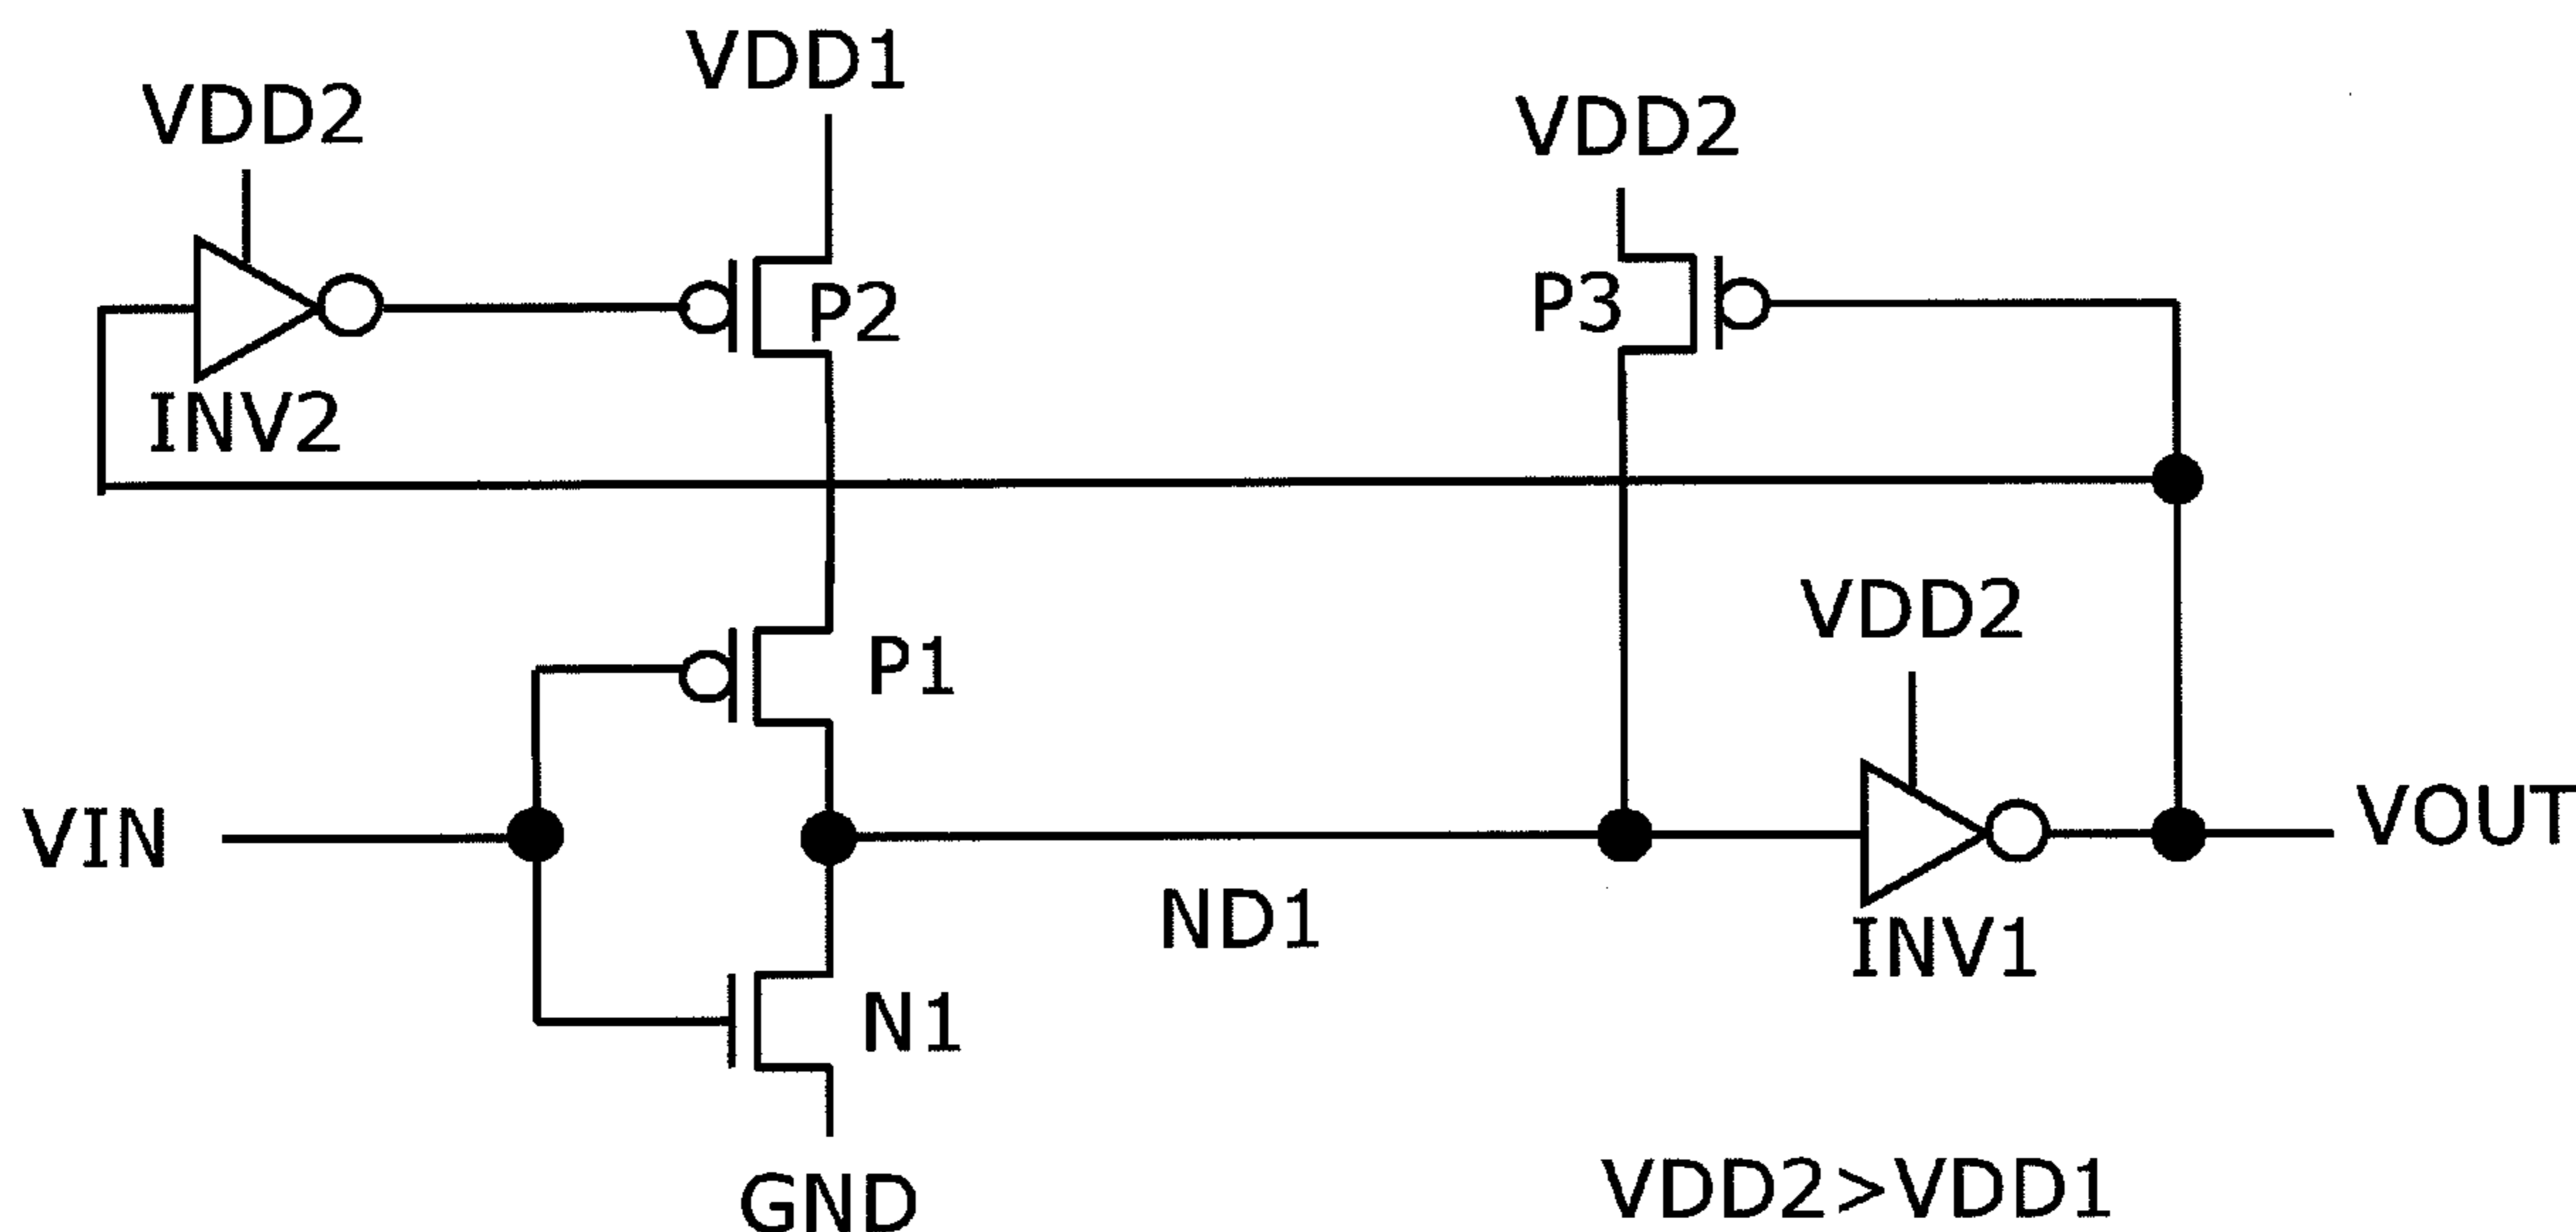 VDD1
VDD2
VDD2
P2
P3
INV2
VDD2
P1
VIN
VOUT
ND1
INV1
N1
GND
VDD2>VDD1